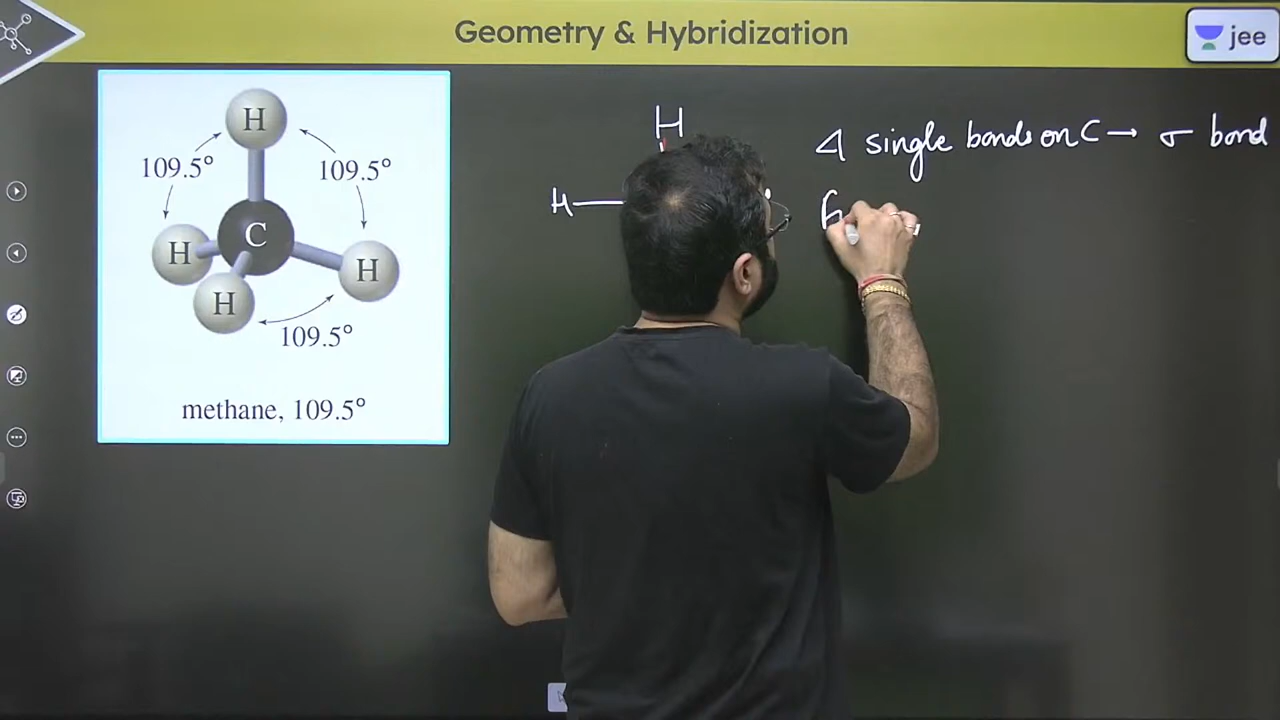 Geometry & Hybridization
jee
H
109.5°
109.5°
C
H
H
H
109.5°
methane, 109.5°
H
H
4 single bonds on C → σ bond